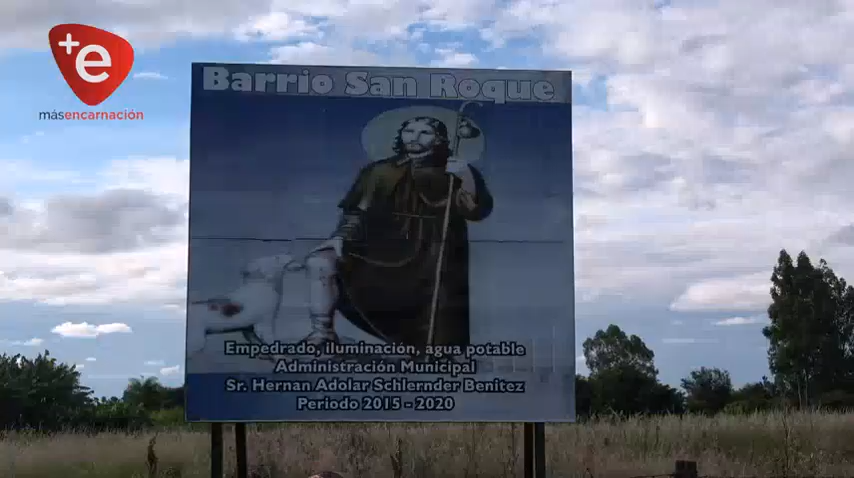 +e
másencarnación
Barrio San Roque
Empedrado, iluminación, agua potable
Administración Municipal
Sr. Hernan Adolar Schlernder Benitez
Periodo 2015 - 2020